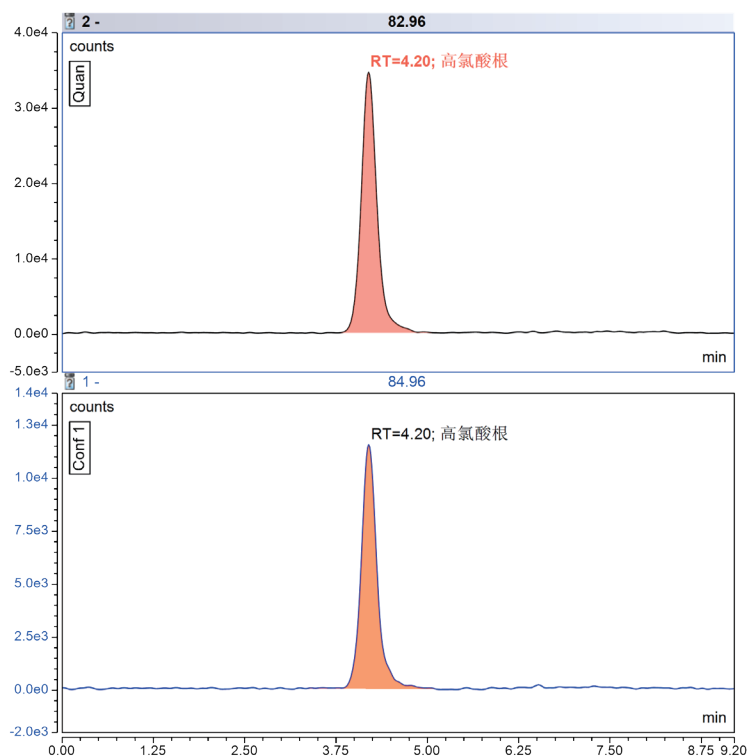 2 - 82.96
4.0e4
counts
Quan
RT=4.20; 高氯酸根
3.0e4
2.0e4
1.0e4
0.0e0
-5.0e3
min
1 - 84.96
1.4e4
counts
Conf 1
RT=4.20; 高氯酸根
1.3e4
1.0e4
7.5e3
5.0e3
2.5e3
0.0e0
-2.0e3
min
0.00 1.25 2.50 3.75 5.00 6.25 7.50 8.75 9.20